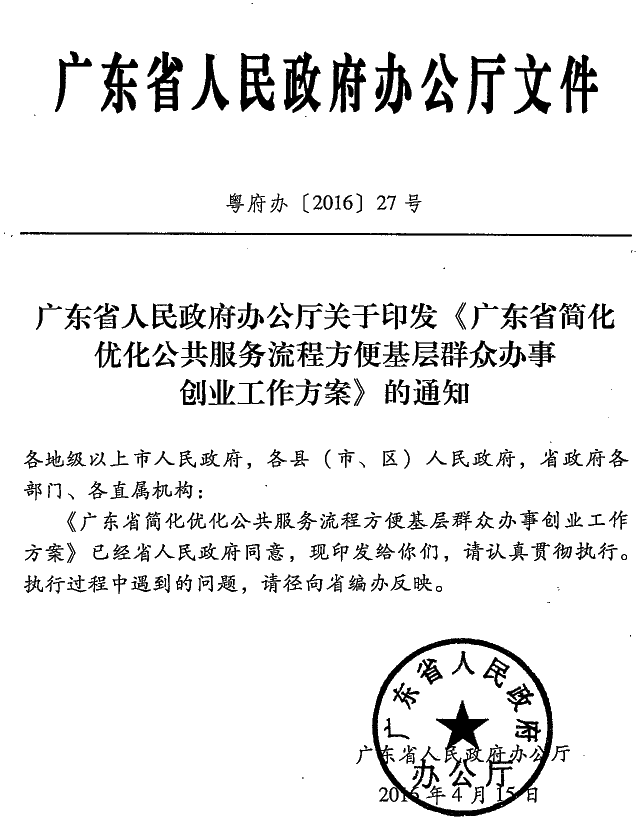 广东省人民政府办公厅文件
粤府办〔2016〕27号
广东省人民政府办公厅关于印发《广东省简化
优化公共服务流程方便基层群众办事
创业工作方案》的通知
各地级以上市人民政府，各县（市、区）人民政府，省政府各
部门、各直属机构：
《广东省简化优化公共服务流程方便基层群众办事创业工作
方案》已经省人民政府同意，现印发给你们，请认真贯彻执行。
执行过程中遇到的问题，请径向省编办反映。
广东省人民政府
办公厅
广东省人民政府办公厅
2016年4月15日